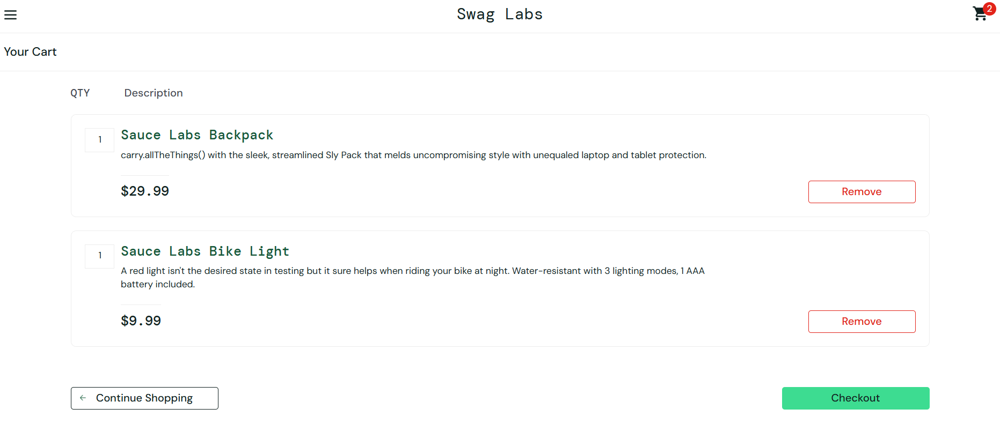 Swag Labs
2
Your Cart
QTY Description
1
Sauce Labs Backpack
carry.allTheThings() with the sleek, streamlined Sly Pack that melds uncompromising style with unequaled laptop and tablet protection.
$29.99
Remove
1
Sauce Labs Bike Light
A red light isn't the desired state in testing but it sure helps when riding your bike at night. Water-resistant with 3 lighting modes, 1 AAA
battery included.
$9.99
Remove
Continue Shopping
Checkout